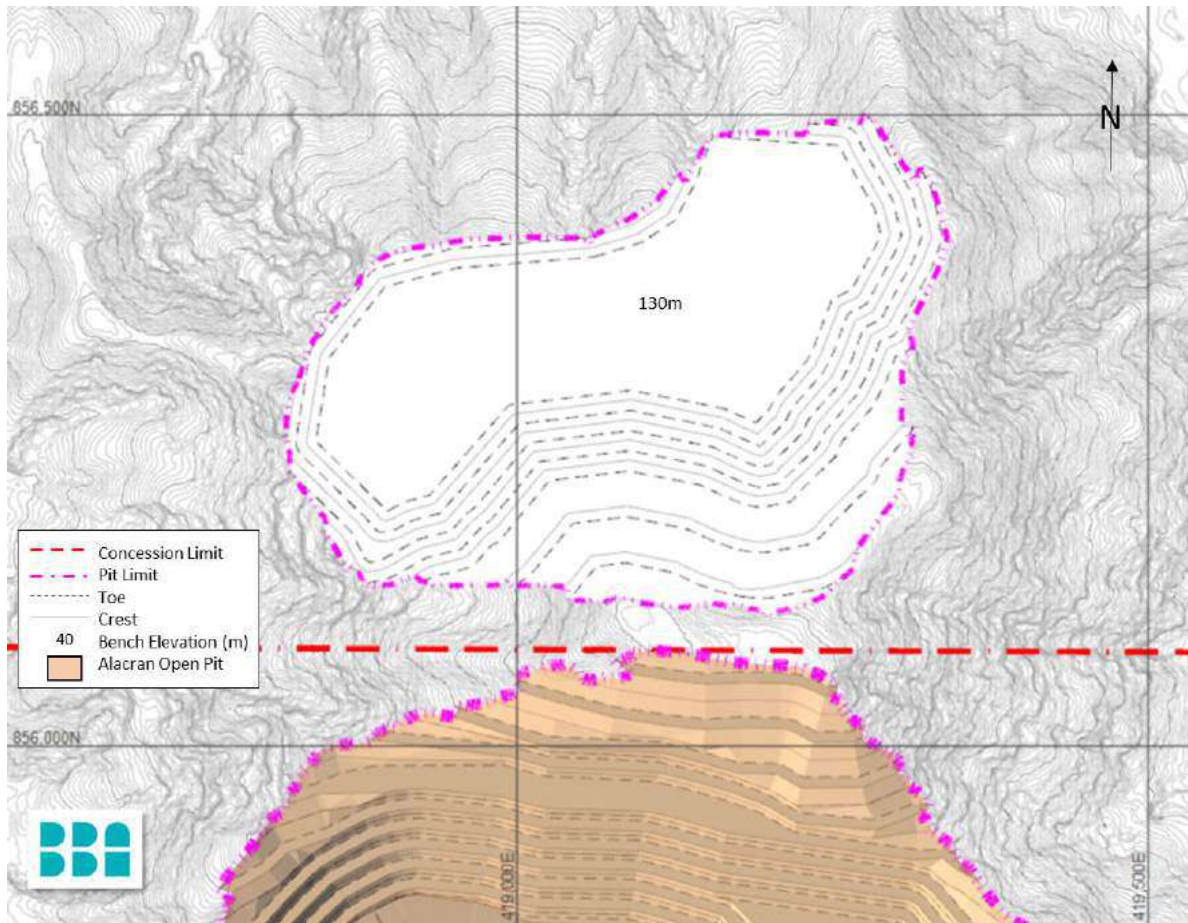 856,500N
N
130m
Concession Limit
Pit Limit
Toe
Crest
40 Bench Elevation (m)
Alacran Open Pit
856,000N
BBA
419,000E
419,500E